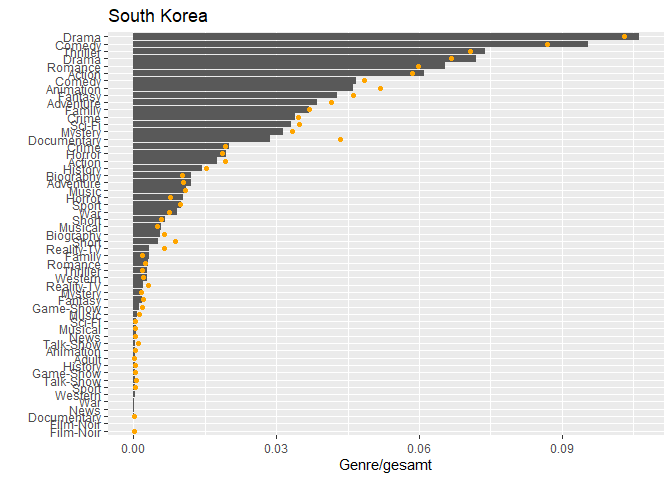 South Korea
Drama
Comedy
Thriller
Drama
Romance
Action
Comedy
Animation
Fantasy
Adventure
Family
Crime
Sci-Fi
Mystery
Documentary
Crime
Horror
Action
History
Biography
Adventure
Music
Horror
Sport
War
Short
Musical
Biography
Short
Reality-TV
Family
Romance
Thriller
Western
Reality-TV
Mystery
Fantasy
Game-Show
Music
Sci-Fi
Musical
News
Talk-Show
Animation
Adult
History
Game-Show
Talk-Show
Sport
Western
War
News
Documentary
Film-Noir
Film-Noir
0.00 0.03 0.06 0.09
Genre/gesamt